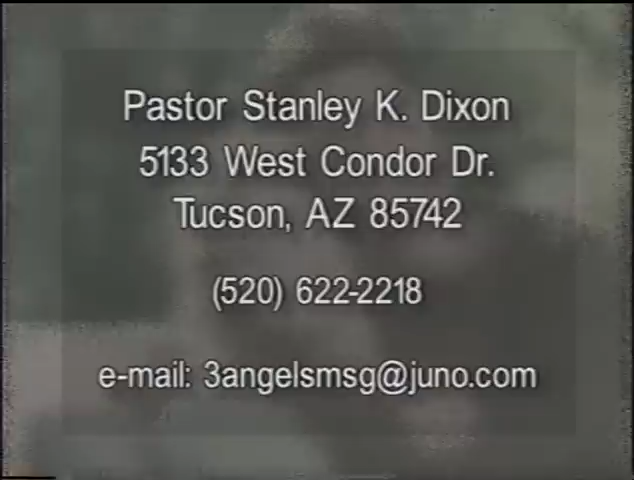 Pastor Stanley K. Dixon
5133 West Condor Dr.
Tucson, AZ 85742
(520) 622-2218
e-mail: 3angelsmsg@juno.com